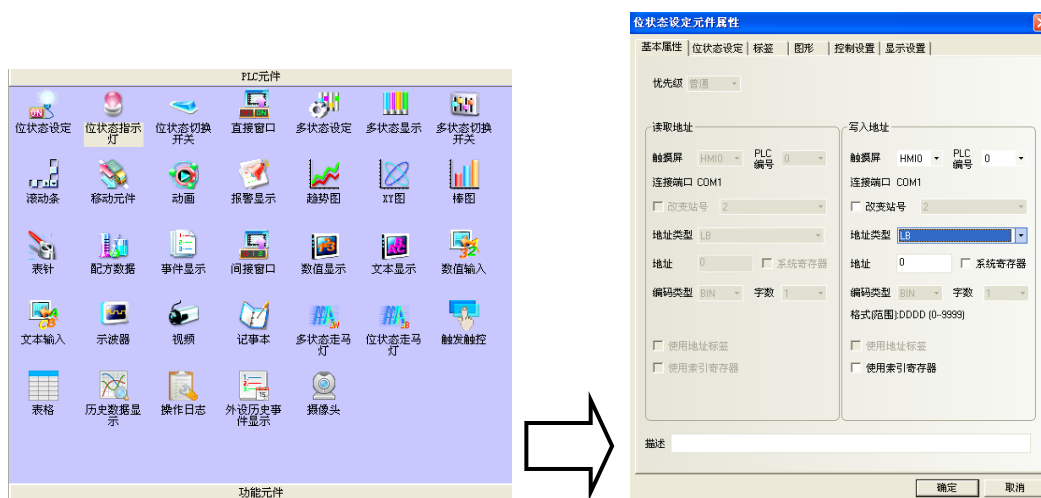 PLC元件
位状态设定 位状态指示灯 位状态切换开关 直接窗口 多状态设定 多状态显示 多状态切换开关
滚动条 移动元件 动画 报警显示 趋势图 XY图 棒图
表针 配方数据 事件显示 间接窗口 数值显示 文本显示 数值输入
文本输入 示波器 视频 记事本 多状态走马灯 位状态走马灯 触发触控
表格 历史数据显示 操作日志 外设历史事件显示 摄像头
功能元件
位状态设定元件属性
基本属性 位状态设定 标签 图形 控制设置 显示设置
优先级 普通
读取地址
触摸屏 HMI0 PLC编号 0
连接端口 COM1
改变站号 2
地址类型 LB
地址 0 系统寄存器
编码类型 BIN 字数 1
使用地址标签
使用索引寄存器
写入地址
触摸屏 HMI0 PLC编号 0
连接端口 COM1
改变站号 2
地址类型 LB
地址 0 系统寄存器
编码类型 BIN 字数 1
格式(范围):DDDD (0~9999)
使用地址标签
使用索引寄存器
描述
确定 取消